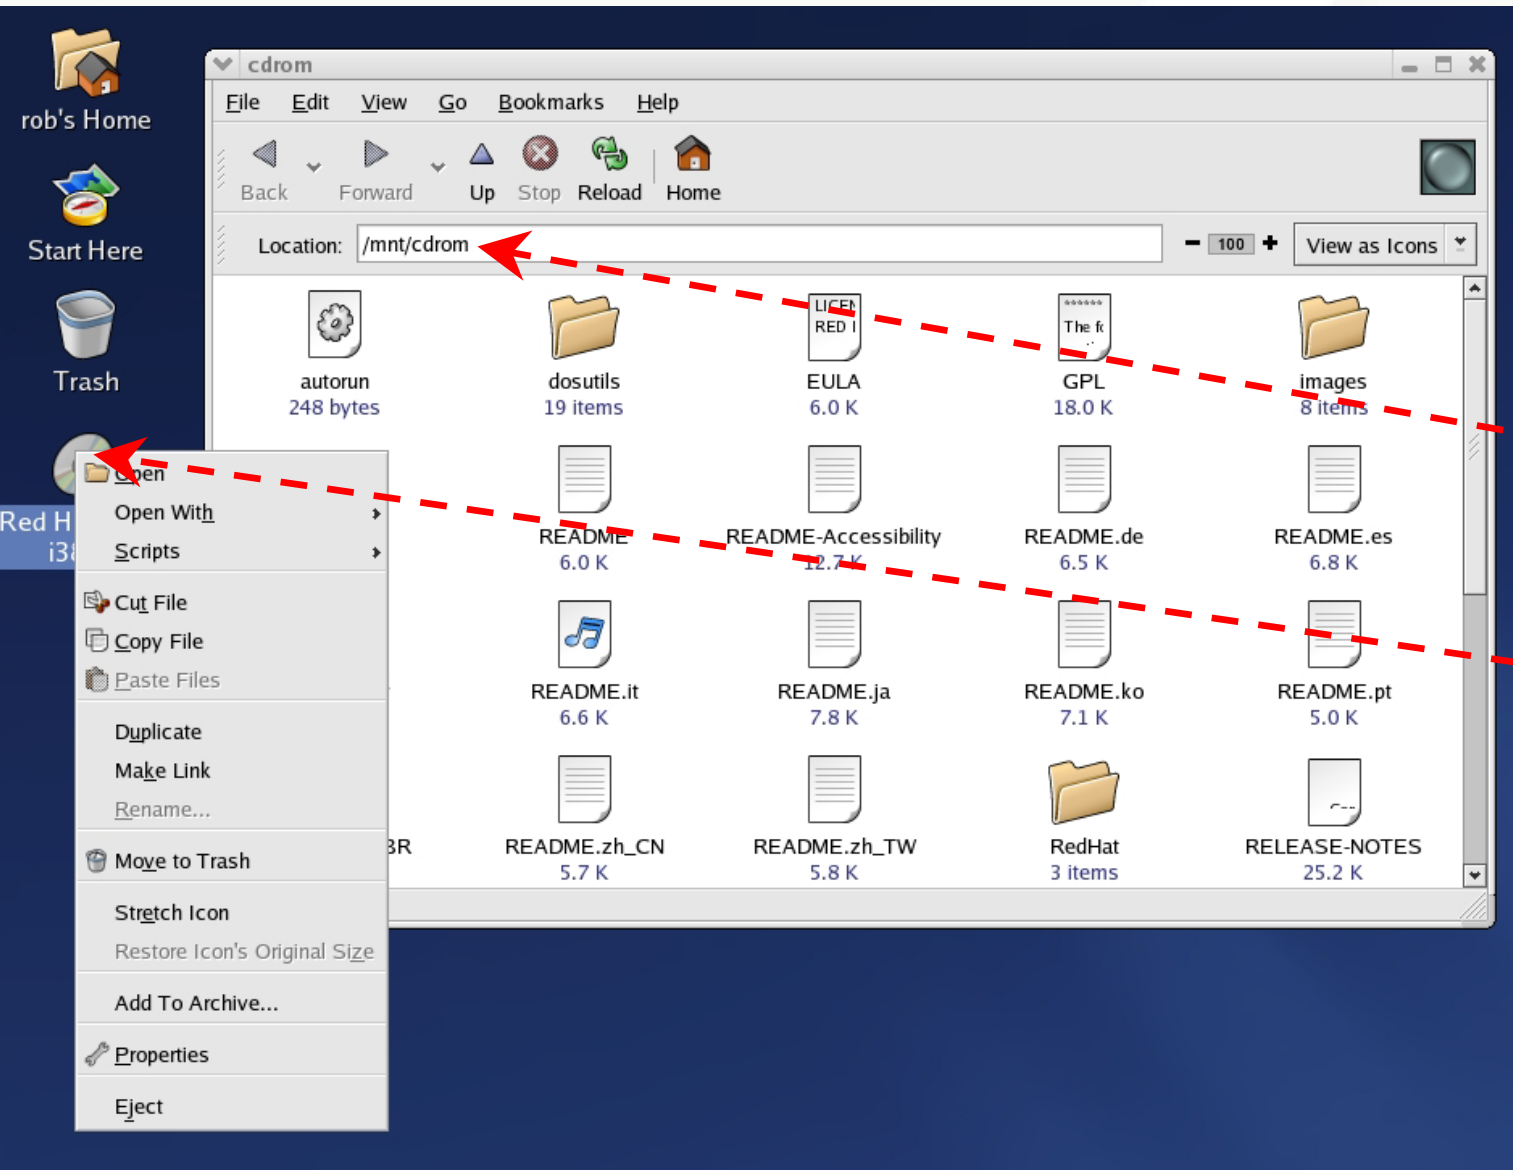 rob's Home
Start Here
Trash
Red H
i38
cdrom
File Edit View Go Bookmarks Help
Back Forward Up Stop Reload Home
Location: /mnt/cdrom 100 View as Icons
LICEN
RED I
The fo
autorun dosutils EULA GPL images
248 bytes 19 items 6.0 K 18.0 K 8 items
README README-Accessibility README.de README.es
6.0 K 12.7 K 6.5 K 6.8 K
README.it README.ja README.ko README.pt
6.6 K 7.8 K 7.1 K 5.0 K
BR README.zh_CN README.zh_TW RedHat RELEASE-NOTES
5.7 K 5.8 K 3 items 25.2 K
Open
Open With
Scripts
Cut File
Copy File
Paste Files
Duplicate
Make Link
Rename...
Move to Trash
Stretch Icon
Restore Icon's Original Size
Add To Archive...
Properties
Eject